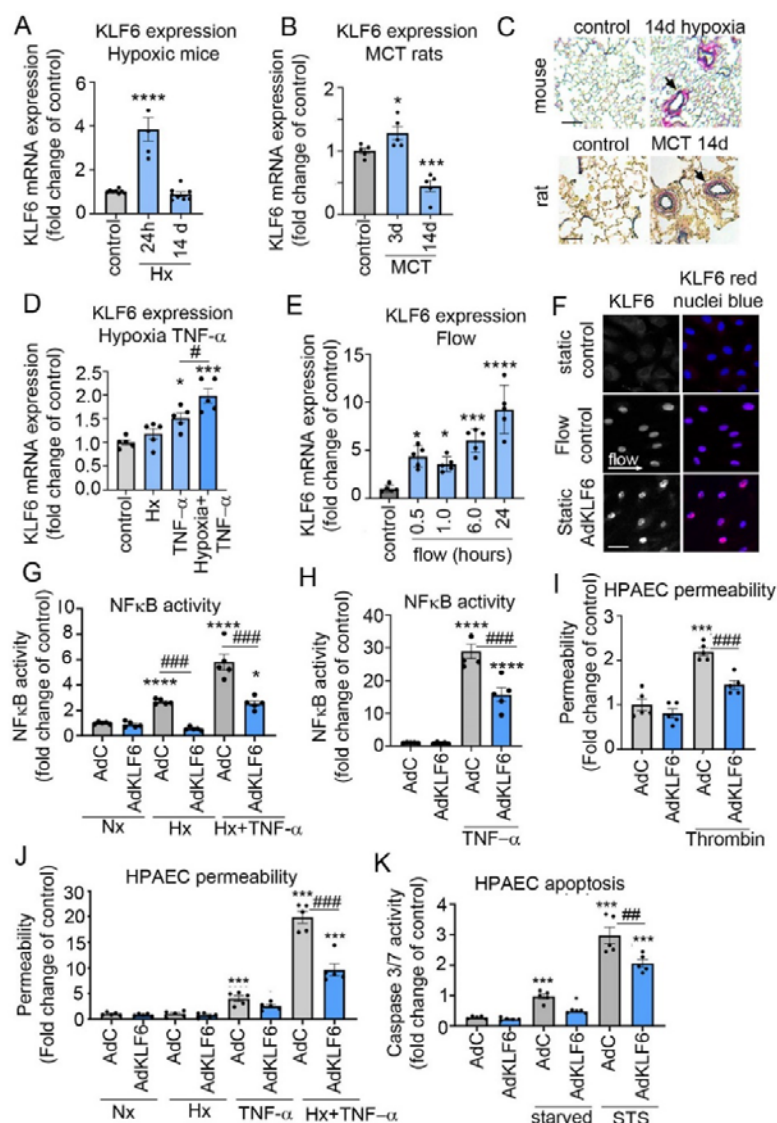 A
KLF6 expression
Hypoxic mice
KLF6 mRNA expression
(fold change of control)
6
4
2
0
****
control
24h
14 d
Hx
B
KLF6 expression
MCT rats
KLF6 mRNA expression
(fold change of control)
2
1
0
*
***
control
3d
14d
MCT
C
control
14d hypoxia
mouse
control
MCT 14d
rat
D
KLF6 expression
Hypoxia TNF-α
KLF6 mRNA expression
(fold change of control)
2.5
2.0
1.5
1.0
0.5
0.0
*
#
***
control
Hx
TNF-α
Hypoxia+
TNF-α
E
KLF6 expression
Flow
KLF6 mRNA expression
(fold change of control)
15
10
5
0
*
*
***
****
control
0.5
1.0
6.0
24
flow (hours)
F
KLF6
KLF6 red
nuclei blue
static
control
Flow
control
flow
Static
AdKLF6
G
NFκB activity
NFκB activity
(fold change of control)
10
8
6
4
2
0
****
###
****
###
*
AdC
AdKLF6
AdC
AdKLF6
AdC
AdKLF6
Nx
Hx
Hx+TNF-α
H
NFκB activity
NFκB activity
(fold change of control)
40
30
20
10
0
****
###
****
AdC
AdKLF6
AdC
AdKLF6
TNF-α
I
HPAEC permeability
Permeability
(Fold change of control)
3
2
1
0
***
###
AdC
AdKLF6
AdC
AdKLF6
Thrombin
J
HPAEC permeability
Permeability
(Fold change of control)
25
20
15
10
5
0
***
***
###
***
AdC
AdKLF6
AdC
AdKLF6
AdC
AdKLF6
AdC
AdKLF6
Nx
Hx
TNF-α
Hx+TNF-α
K
HPAEC apoptosis
Caspase 3/7 activity
(fold change of control)
4
3
2
1
0
***
*
***
##
***
AdC
AdKLF6
AdC
AdKLF6
AdC
AdKLF6
starved
STS